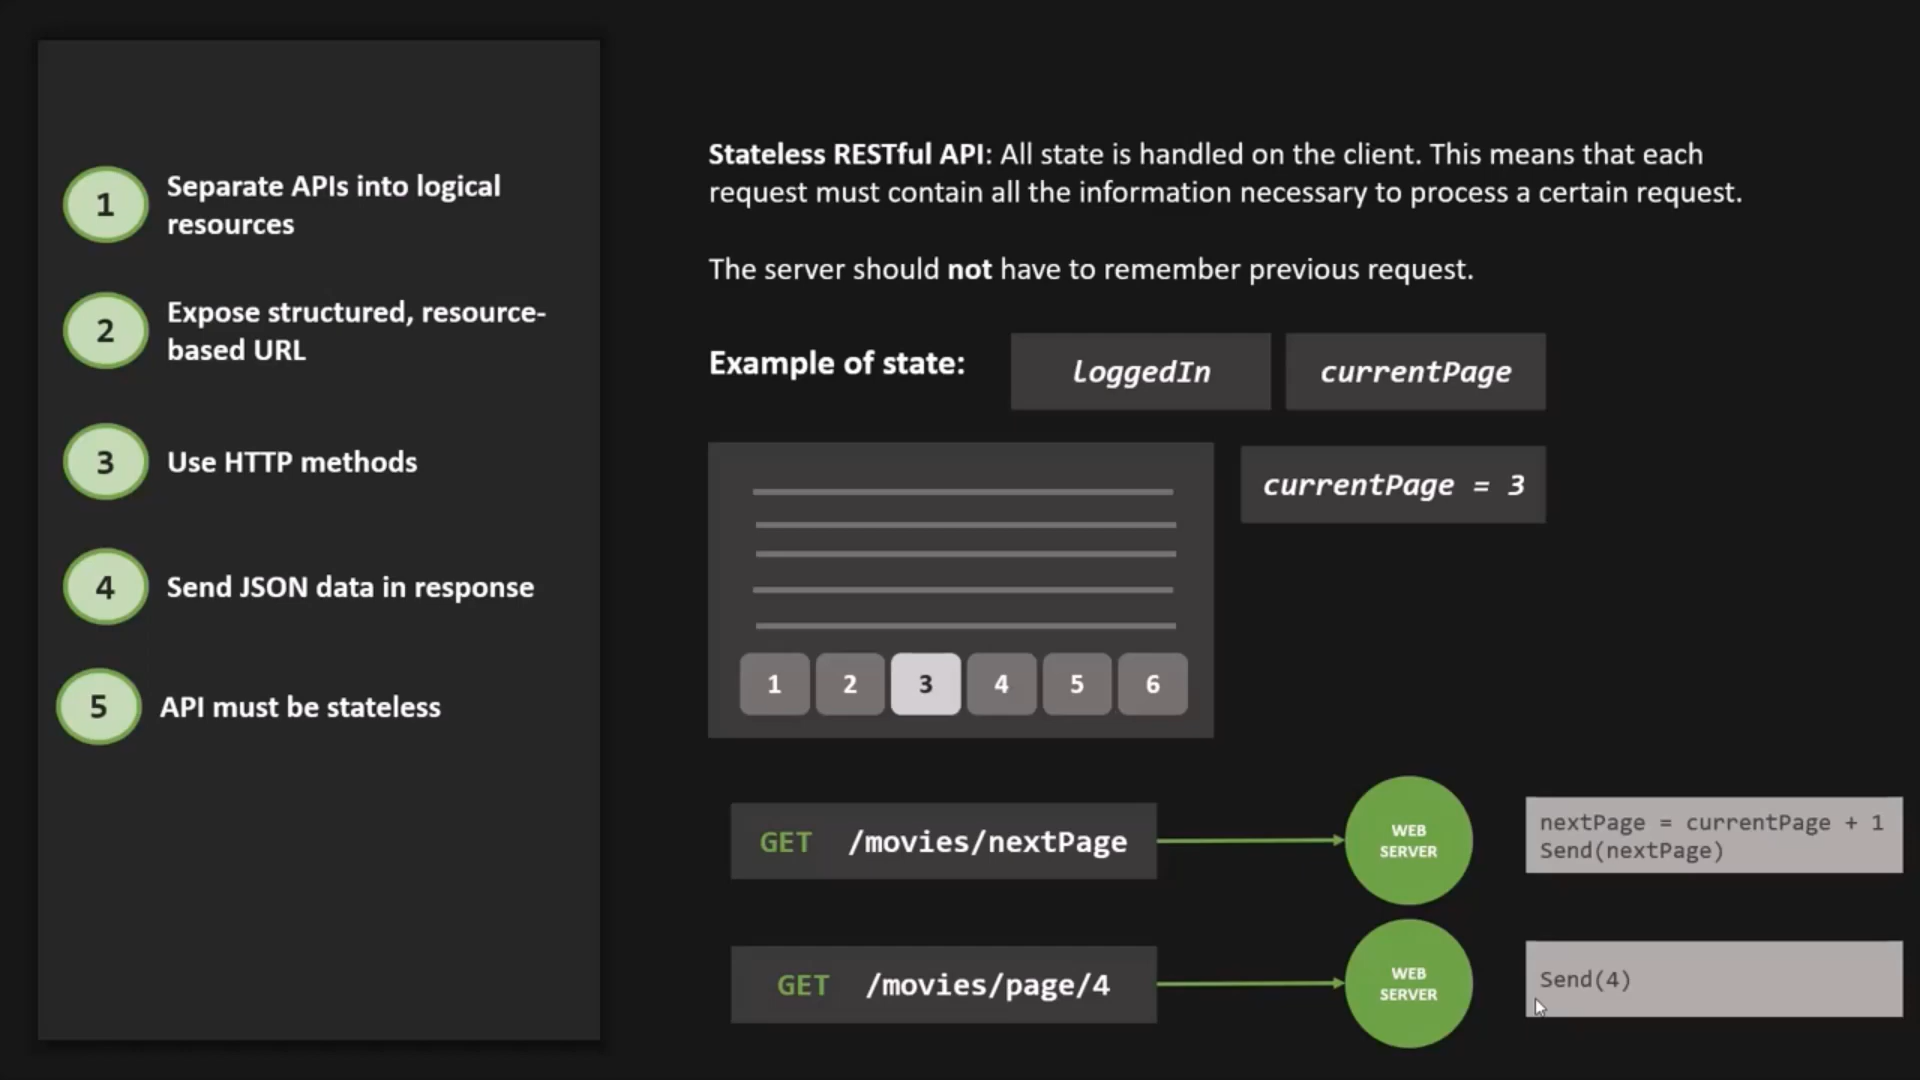 1
Separate APIs into logical
resources
2
Expose structured, resource-
based URL
3
Use HTTP methods
4
Send JSON data in response
5
API must be stateless
Stateless RESTful API: All state is handled on the client. This means that each
request must contain all the information necessary to process a certain request.
The server should not have to remember previous request.
Example of state:
loggedIn
currentPage
currentPage = 3
1 2 3 4 5 6
GET /movies/nextPage
WEB
SERVER
nextPage = currentPage + 1
Send(nextPage)
GET /movies/page/4
WEB
SERVER
Send(4)